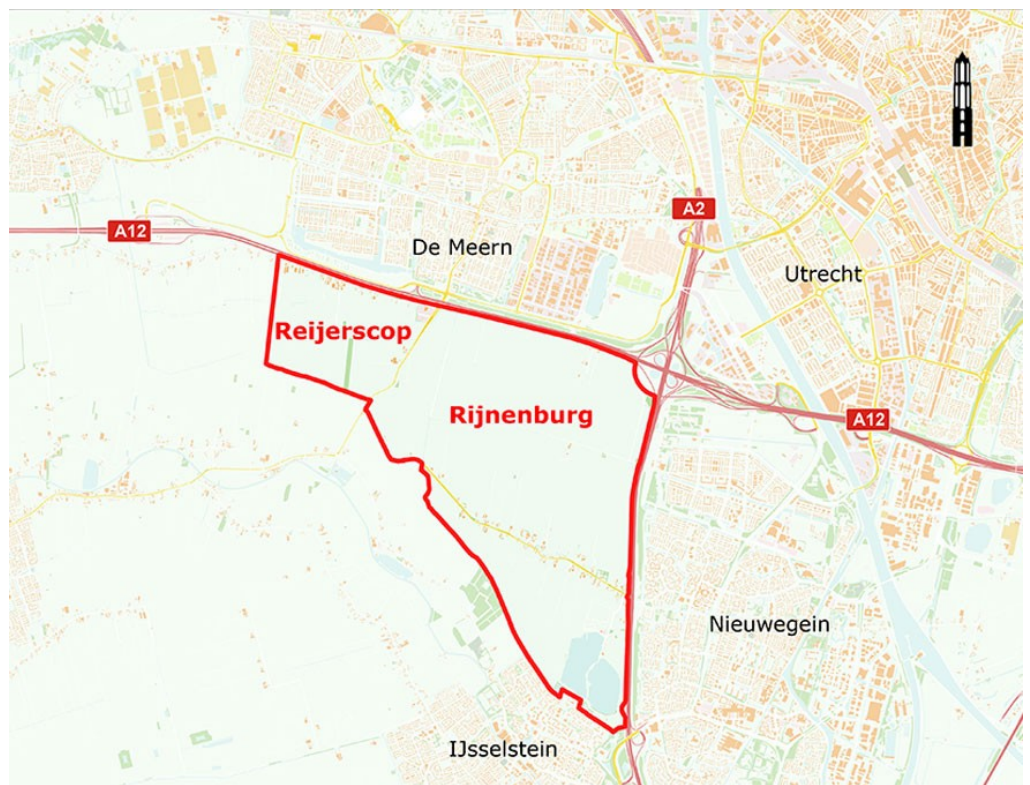 A2
A12
De Meern
Utrecht
Reijerscop
Rijnenburg
A12
Nieuwegein
IJsselstein